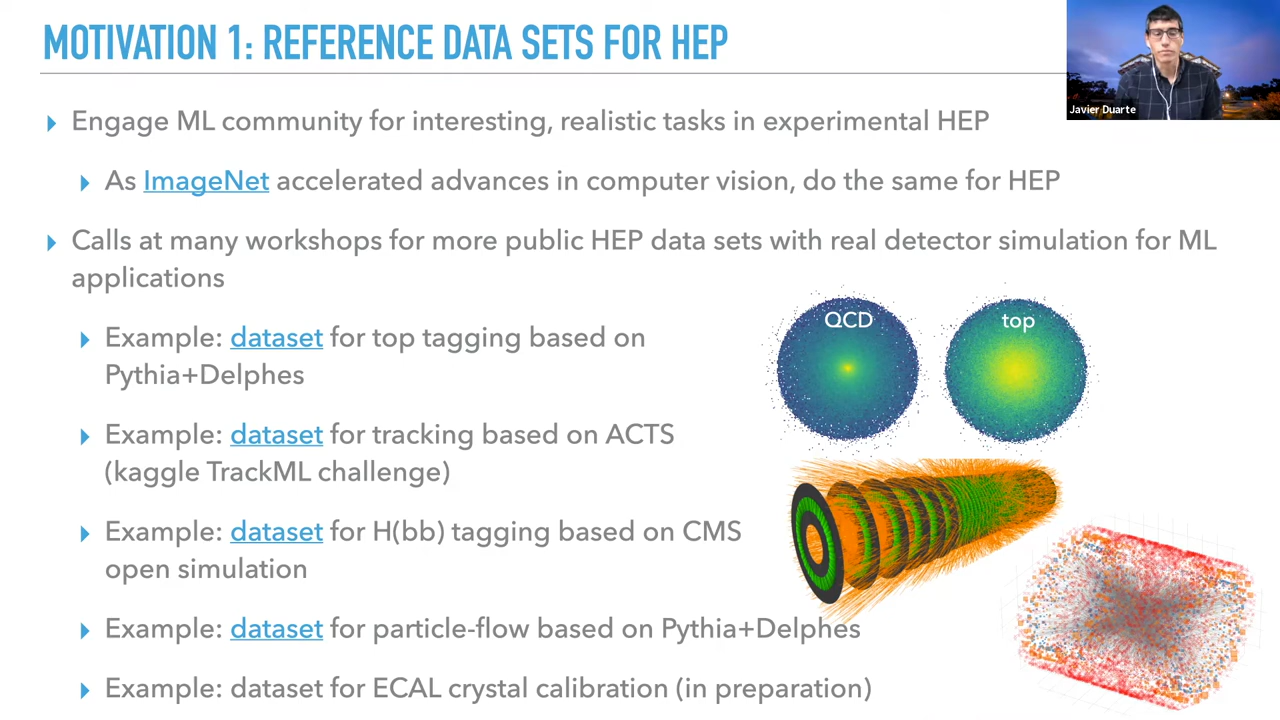 MOTIVATION 1: REFERENCE DATA SETS FOR HEP
Javier Duarte
Engage ML community for interesting, realistic tasks in experimental HEP
As ImageNet accelerated advances in computer vision, do the same for HEP
Calls at many workshops for more public HEP data sets with real detector simulation for ML
applications
QCD
top
Example: dataset for top tagging based on
Pythia+Delphes
Example: dataset for tracking based on ACTS
(kaggle TrackML challenge)
Example: dataset for H(bb) tagging based on CMS
open simulation
Example: dataset for particle-flow based on Pythia+Delphes
Example: dataset for ECAL crystal calibration (in preparation)